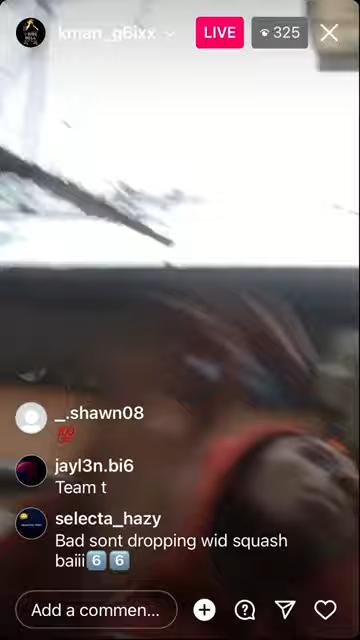 kman_g6ixx
LIVE
325
_.shawn08
💯
jayl3n.bi6
Team t
selecta_hazy
Bad sont dropping wid squash
baiii6️⃣6️⃣
Add a commen...